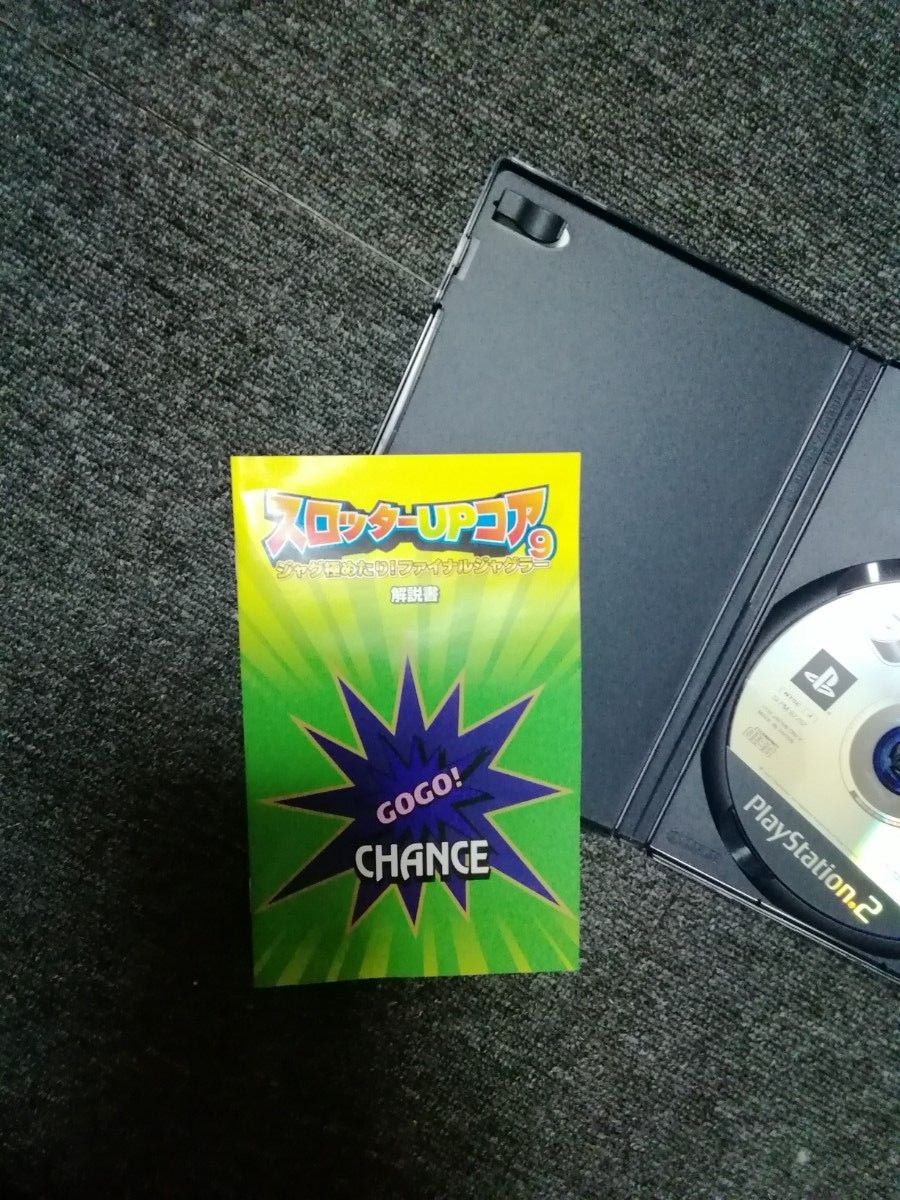 スロッターUPコア9
ジャグ極めたり!ファイナルジャグラー
解説書
GOGO!
CHANCE
PlayStation.2